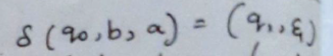 δ(q₀, b, a) = (q₁, ε)